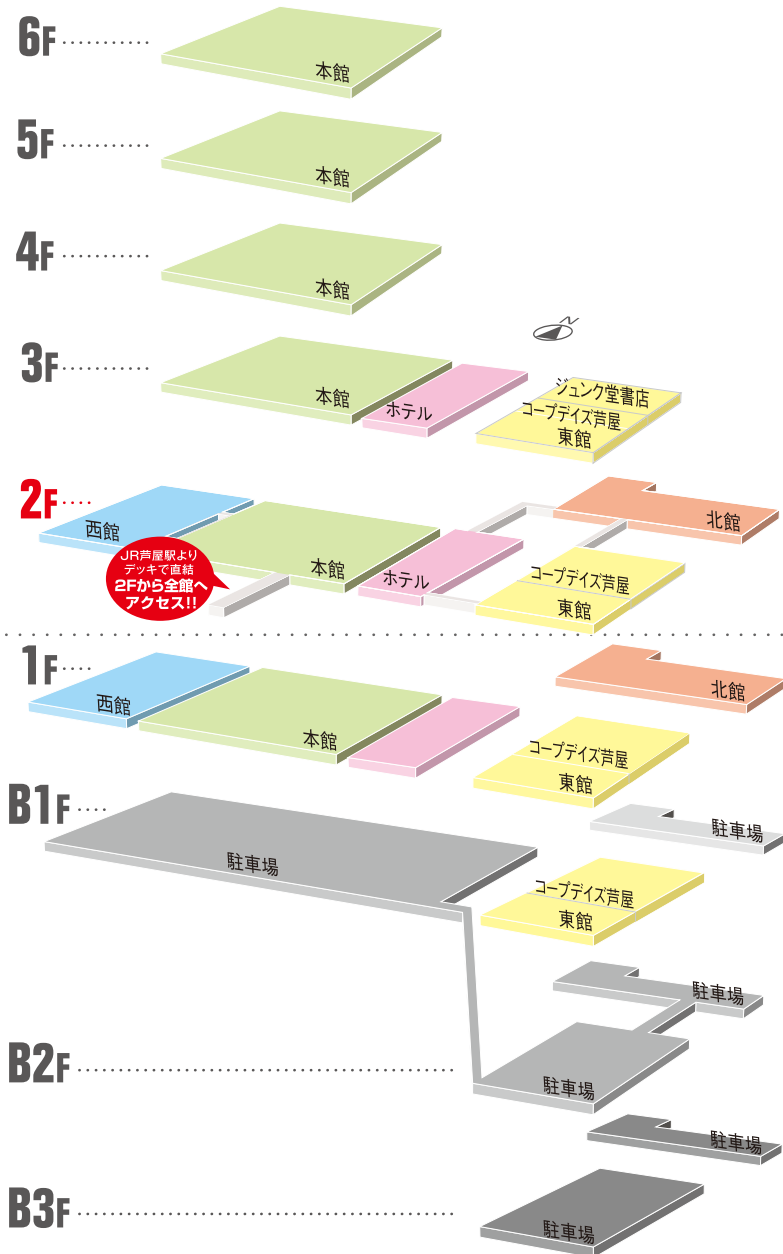 6F
本館
5F
本館
4F
本館
N
3F
本館
ホテル
ジュンク堂書店
コープデイズ芦屋
東館
2F
西館
本館
ホテル
北館
コープデイズ芦屋
東館
JR芦屋駅より
デッキで直結
2Fから全館へ
アクセス!!
1F
西館
本館
北館
コープデイズ芦屋
東館
B1F
駐車場
駐車場
コープデイズ芦屋
東館
駐車場
B2F
駐車場
駐車場
B3F
駐車場